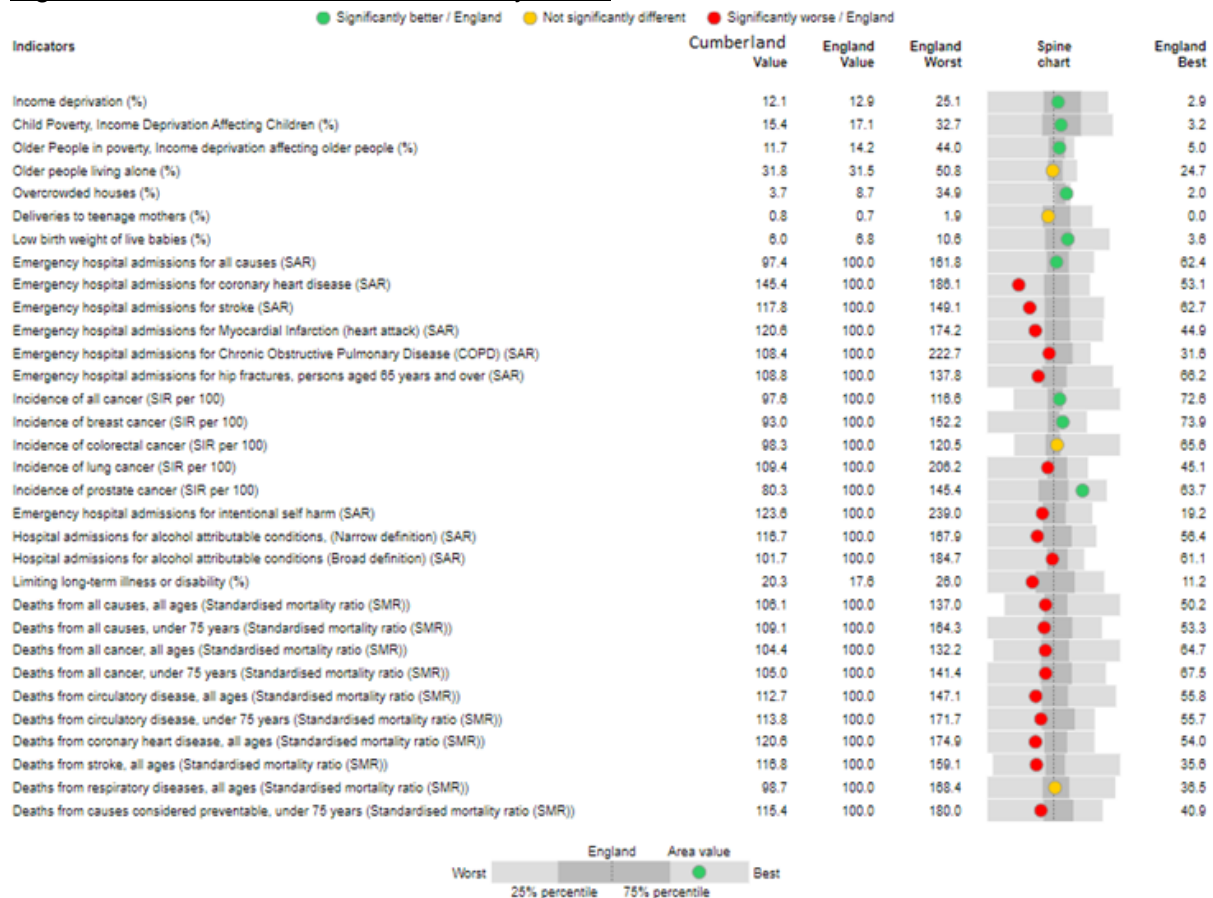 Significantly better / England Not significantly different Significantly worse / England
Indicators Cumberland Value England Value England Worst Spine chart England Best
Income deprivation (%) 12.1 12.9 25.1 2.9
Child Poverty, Income Deprivation Affecting Children (%) 15.4 17.1 32.7 3.2
Older People in poverty, Income deprivation affecting older people (%) 11.7 14.2 44.0 5.0
Older people living alone (%) 31.8 31.5 50.8 24.7
Overcrowded houses (%) 3.7 8.7 34.9 2.0
Deliveries to teenage mothers (%) 0.8 0.7 1.9 0.0
Low birth weight of live babies (%) 6.0 6.8 10.6 3.6
Emergency hospital admissions for all causes (SAR) 97.4 100.0 161.8 62.4
Emergency hospital admissions for coronary heart disease (SAR) 145.4 100.0 186.1 53.1
Emergency hospital admissions for stroke (SAR) 117.8 100.0 149.1 62.7
Emergency hospital admissions for Myocardial Infarction (heart attack) (SAR) 120.6 100.0 174.2 44.9
Emergency hospital admissions for Chronic Obstructive Pulmonary Disease (COPD) (SAR) 108.4 100.0 222.7 31.6
Emergency hospital admissions for hip fractures, persons aged 65 years and over (SAR) 108.8 100.0 137.8 66.2
Incidence of all cancer (SIR per 100) 97.6 100.0 116.6 72.6
Incidence of breast cancer (SIR per 100) 93.0 100.0 152.2 73.9
Incidence of colorectal cancer (SIR per 100) 98.3 100.0 120.5 65.6
Incidence of lung cancer (SIR per 100) 109.4 100.0 206.2 45.1
Incidence of prostate cancer (SIR per 100) 80.3 100.0 145.4 63.7
Emergency hospital admissions for intentional self harm (SAR) 123.6 100.0 239.0 19.2
Hospital admissions for alcohol attributable conditions, (Narrow definition) (SAR) 116.7 100.0 167.9 56.4
Hospital admissions for alcohol attributable conditions (Broad definition) (SAR) 101.7 100.0 184.7 61.1
Limiting long-term illness or disability (%) 20.3 17.6 26.0 11.2
Deaths from all causes, all ages (Standardised mortality ratio (SMR)) 106.1 100.0 137.0 50.2
Deaths from all causes, under 75 years (Standardised mortality ratio (SMR)) 109.1 100.0 164.3 53.3
Deaths from all cancer, all ages (Standardised mortality ratio (SMR)) 104.4 100.0 132.2 64.7
Deaths from all cancer, under 75 years (Standardised mortality ratio (SMR)) 105.0 100.0 141.4 67.5
Deaths from circulatory disease, all ages (Standardised mortality ratio (SMR)) 112.7 100.0 147.1 55.8
Deaths from circulatory disease, under 75 years (Standardised mortality ratio (SMR)) 113.8 100.0 171.7 55.7
Deaths from coronary heart disease, all ages (Standardised mortality ratio (SMR)) 120.6 100.0 174.9 54.0
Deaths from stroke, all ages (Standardised mortality ratio (SMR)) 116.8 100.0 159.1 35.6
Deaths from respiratory diseases, all ages (Standardised mortality ratio (SMR)) 98.7 100.0 168.4 36.5
Deaths from causes considered preventable, under 75 years (Standardised mortality ratio (SMR)) 115.4 100.0 180.0 40.9
England Area value
Worst Best
25% percentile 75% percentile